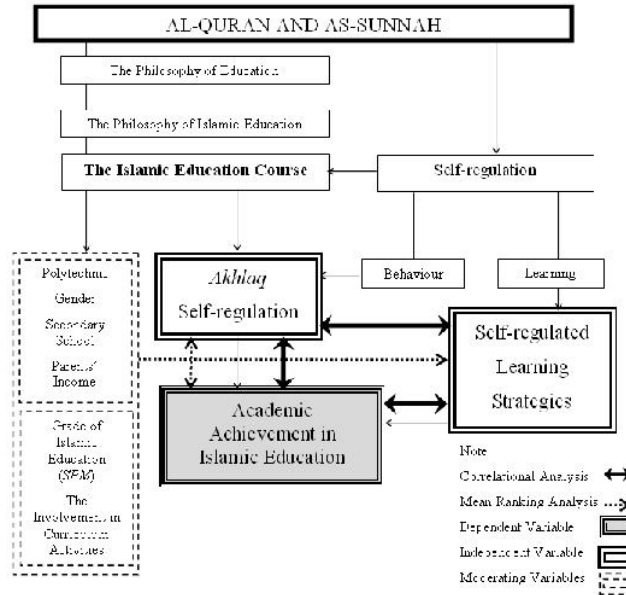 AL-QURAN AND AS-SUNNAH
The Philosophy of Education
The Philosophy of Islamic Education
The Islamic Education Course
Self-regulation
Behaviour
Learning
Polytechnic
Gender
Secondary
School
Parents'
Income
Akhlaq
Self-regulation
Self-regulated
Learning
Strategies
Academic
Achievement in
Islamic Education
Grade of
Islamic
Education
(SPM)
The
Involvement in
Curriculum
Activities
Note
Correlational Analysis
Mean Ranking Analysis
Dependent Variable
Independent Variable
Moderating Variables